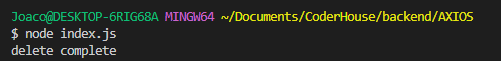 Joaco@DESKTOP-6RIG68A MINGW64 ~/Documents/CoderHouse/backend/AXIOS
$ node index.js
delete complete